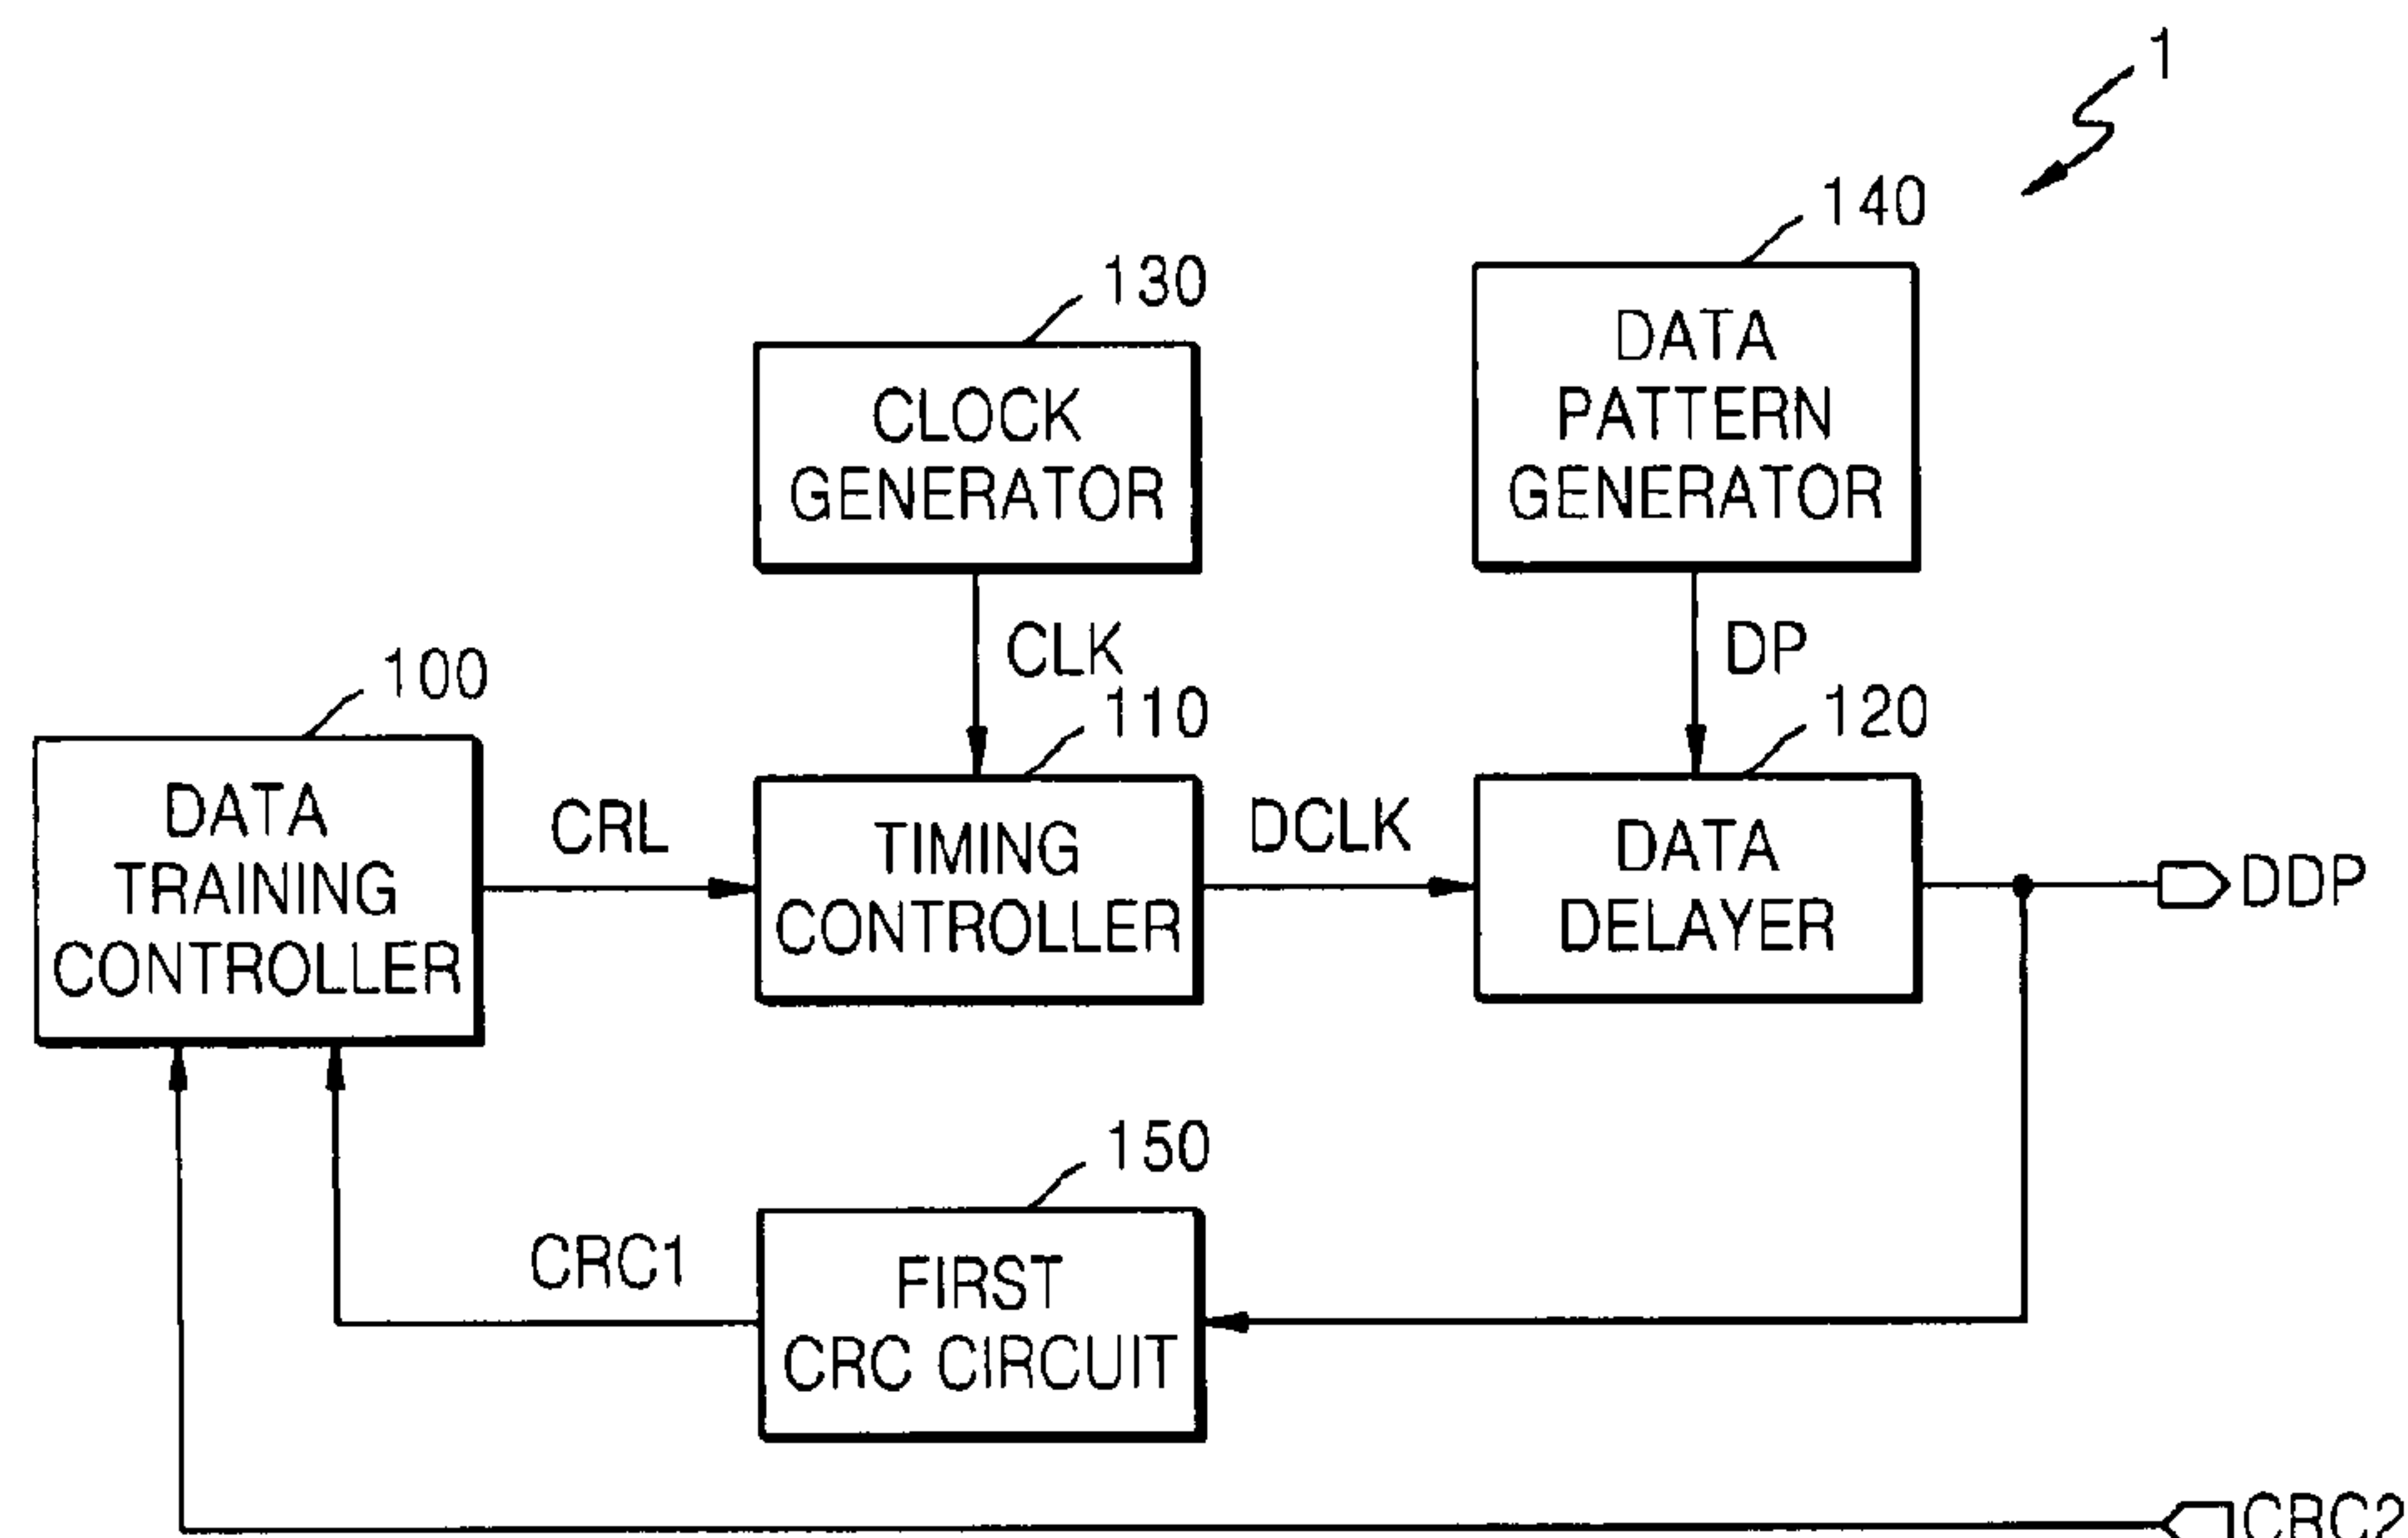 1
140
130
DATA
PATTERN
GENERATOR
CLOCK
GENERATOR
CLK
DP
100
110
120
DATA
TRAINING
CONTROLLER
CRL
TIMING
CONTROLLER
DCLK
DATA
DELAYER
DDP
150
CRC1
FIRST
CRC CIRCUIT
CRC2